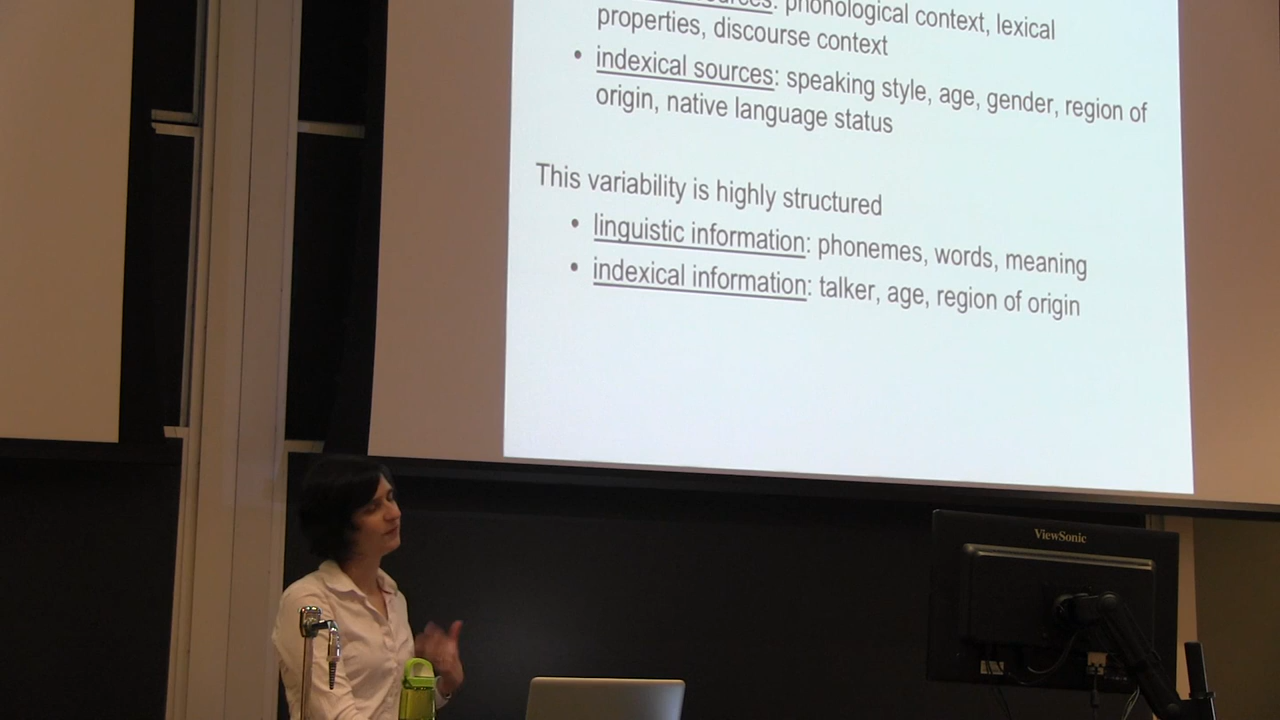 : phonological context, lexical
properties, discourse context
• indexical sources: speaking style, age, gender, region of
origin, native language status
This variability is highly structured
• linguistic information: phonemes, words, meaning
• indexical information: talker, age, region of origin
ViewSonic